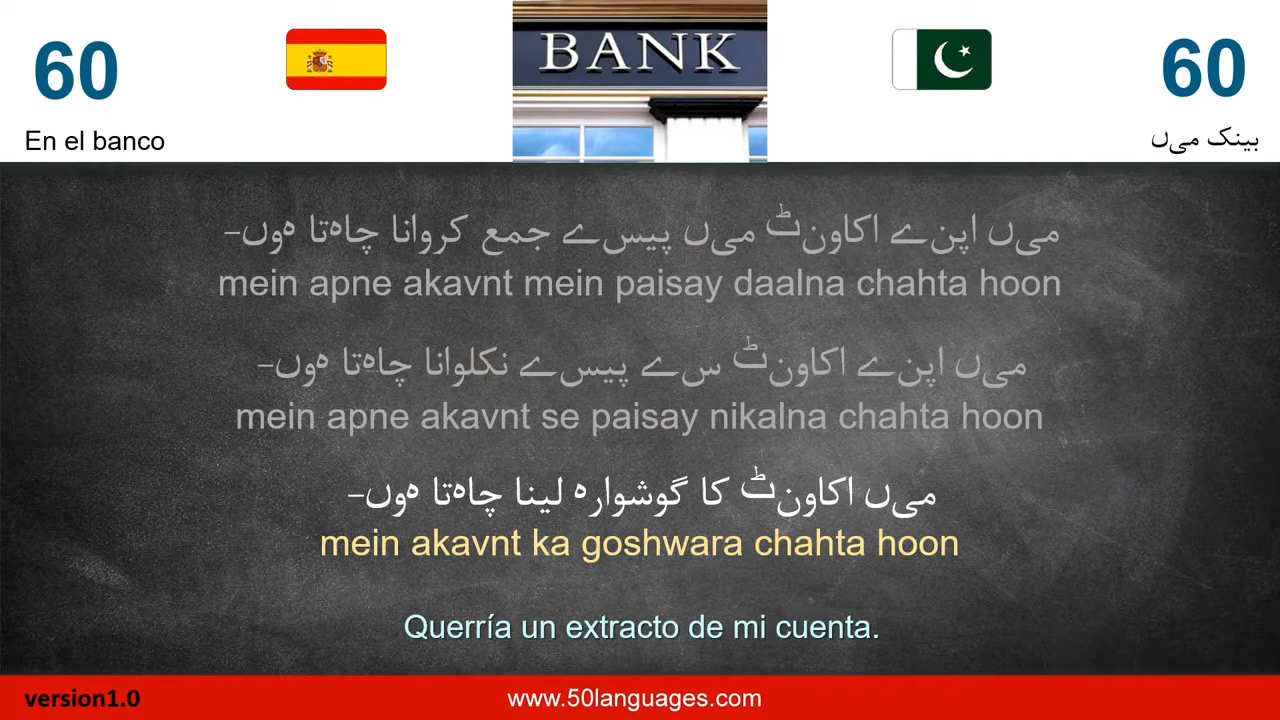 60
60
BANK
En el banco
بینک میں
میں اپنے اکاونٹ میں پیسے جمع کروانا چاہتا ہوں-
mein apne akavnt mein paisay daalna chahta hoon
میں اپنے اکاونٹ سے پیسے نکلوانا چاہتا ہوں-
mein apne akavnt se paisay nikalna chahta hoon
میں اکاونٹ کا گوشوارہ لینا چاہتا ہوں-
mein akavnt ka goshwara chahta hoon
Querría un extracto de mi cuenta.
version1.0
www.50languages.com